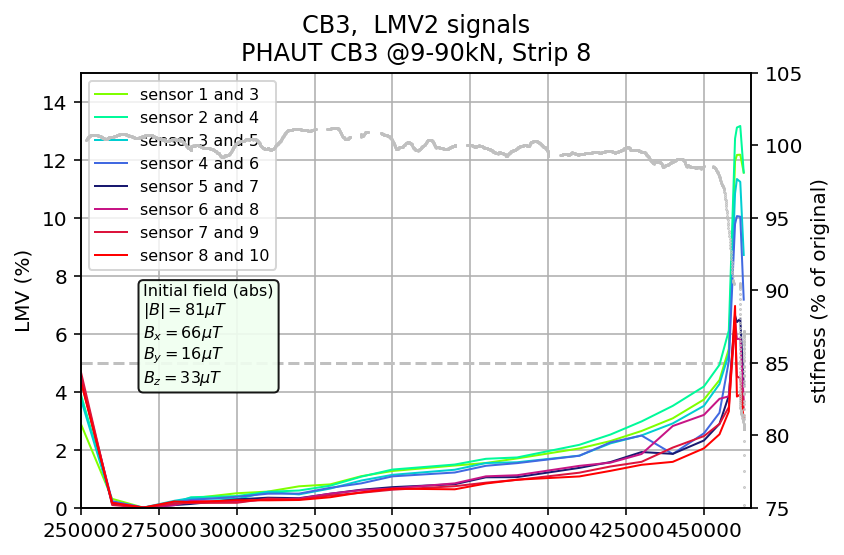 CB3,  LMV2 signals
PHAUT CB3 @9-90kN, Strip 8
LMV (%)
14
12
10
8
6
4
2
0
sensor 1 and 3
sensor 2 and 4
sensor 3 and 5
sensor 4 and 6
sensor 5 and 7
sensor 6 and 8
sensor 7 and 9
sensor 8 and 10
Initial field (abs)
|B| = 81μT
Bx = 66μT
By = 16μT
Bz = 33μT
105
100
95
90
85
80
75
stifness (% of original)
250000 275000 300000 325000 350000 375000 400000 425000 450000